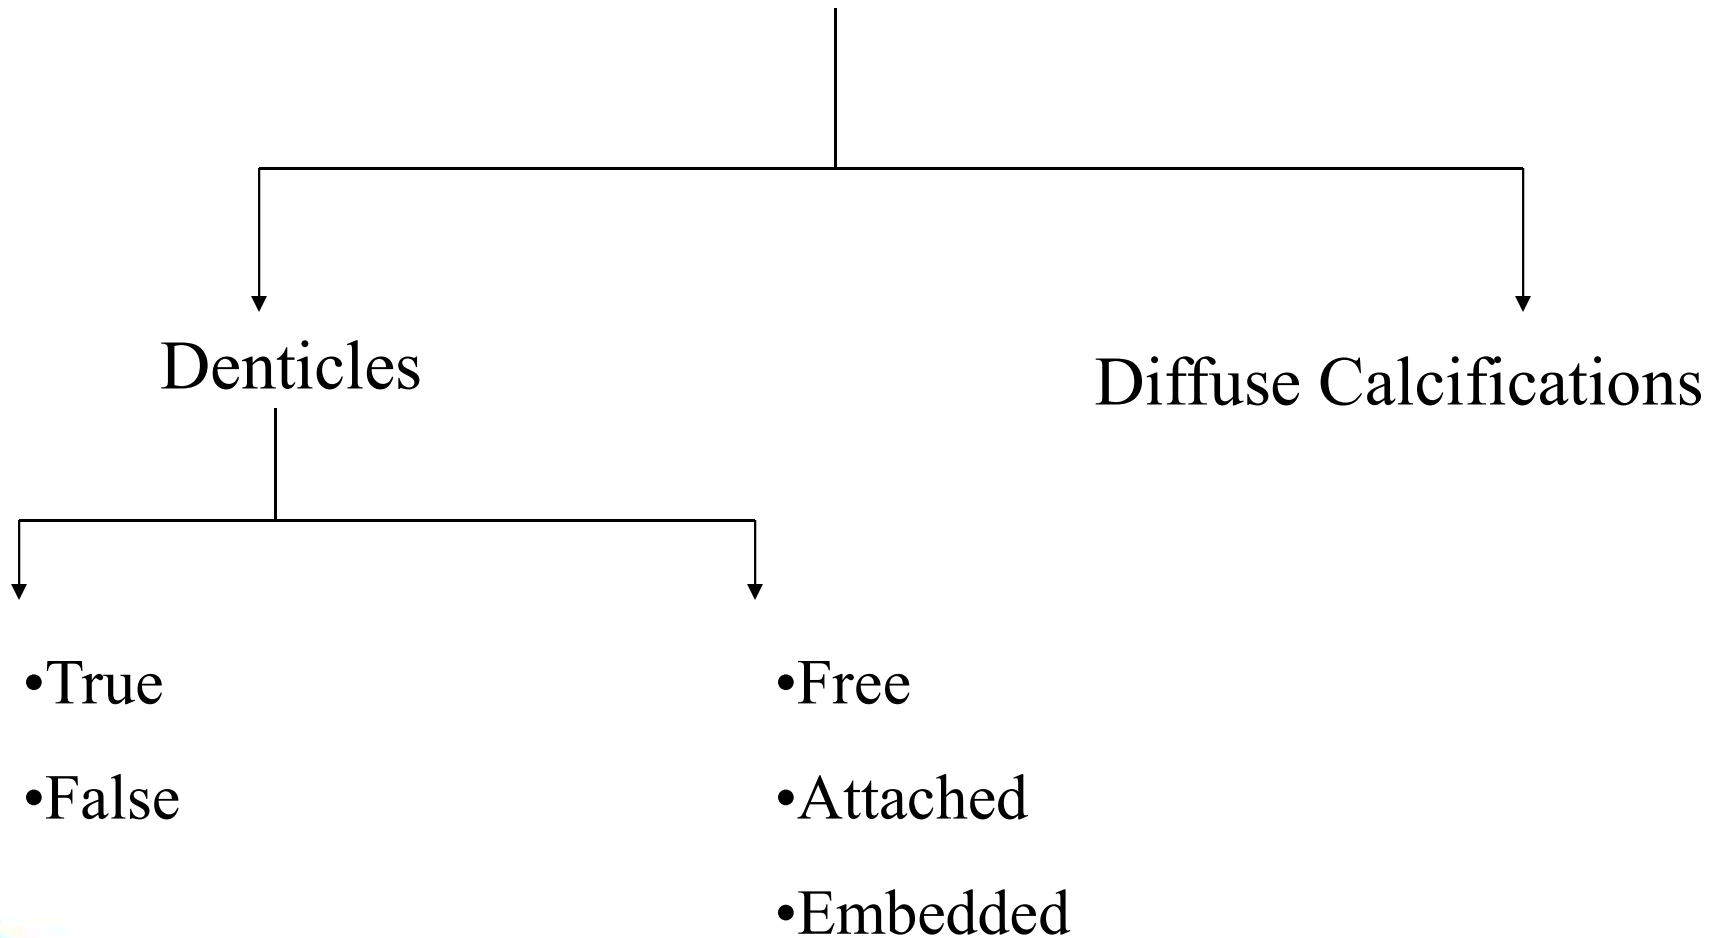 Denticles
Diffuse Calcifications
•True
•False
•Free
•Attached
•Embedded